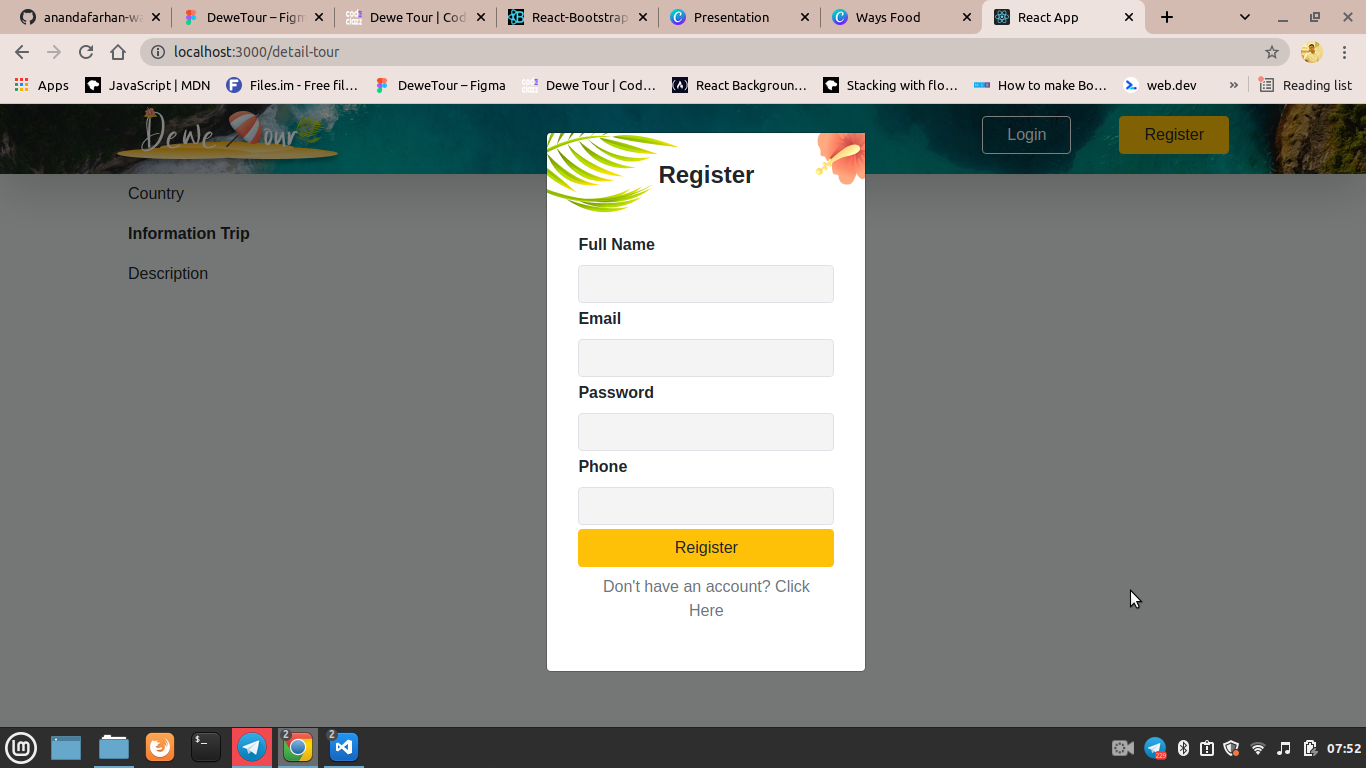 anandafarhan-wa
DeweTour – Figm
Dewe Tour | Cod
React-Bootstrap
Presentation
Ways Food
React App
localhost:3000/detail-tour
Apps
JavaScript | MDN
Files.im - Free fil…
DeweTour – Figma
Dewe Tour | Cod…
React Backgroun…
Stacking with flo…
How to make Bo…
web.dev
»
Reading list
Dewe Tour
Login
Register
Country
Information Trip
Description
Register
Full Name
Email
Password
Phone
Reigister
Don't have an account? Click
Here
2
2
229
07:52